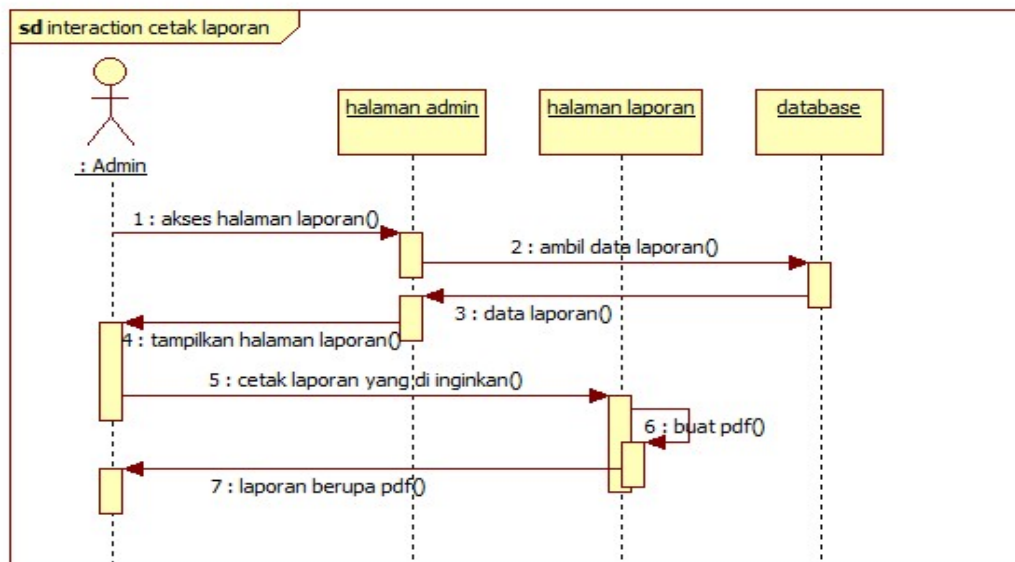 sd interaction cetak laporan
: Admin
halaman admin
halaman laporan
database
1 : akses halaman laporan()
2 : ambil data laporan()
3 : data laporan()
4 : tampilkan halaman laporan()
5 : cetak laporan yang di inginkan()
6 : buat pdf()
7 : laporan berupa pdf()